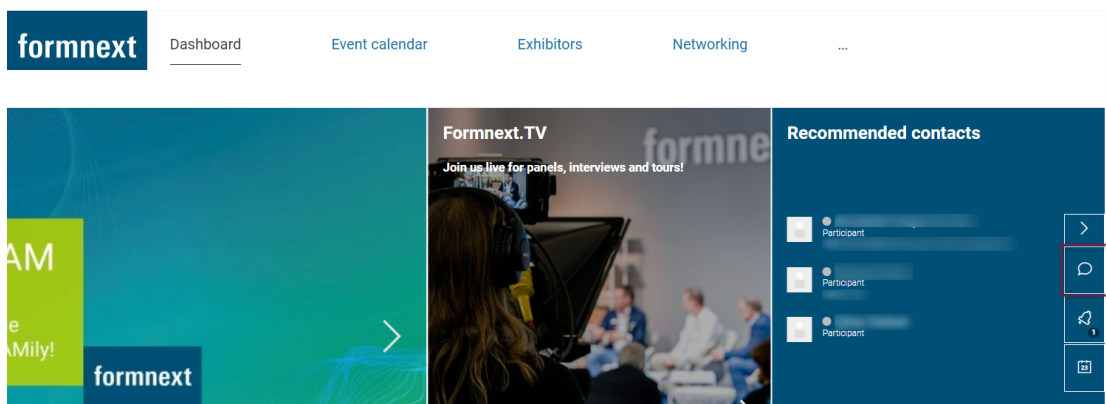 formnext
Dashboard
Event calendar
Exhibitors
Networking
...
AM
e
AMily!
formnext
Formnext.TV
Join us live for panels, interviews and tours!
formne
Recommended contacts
Participant
Participant
Participant
1
23